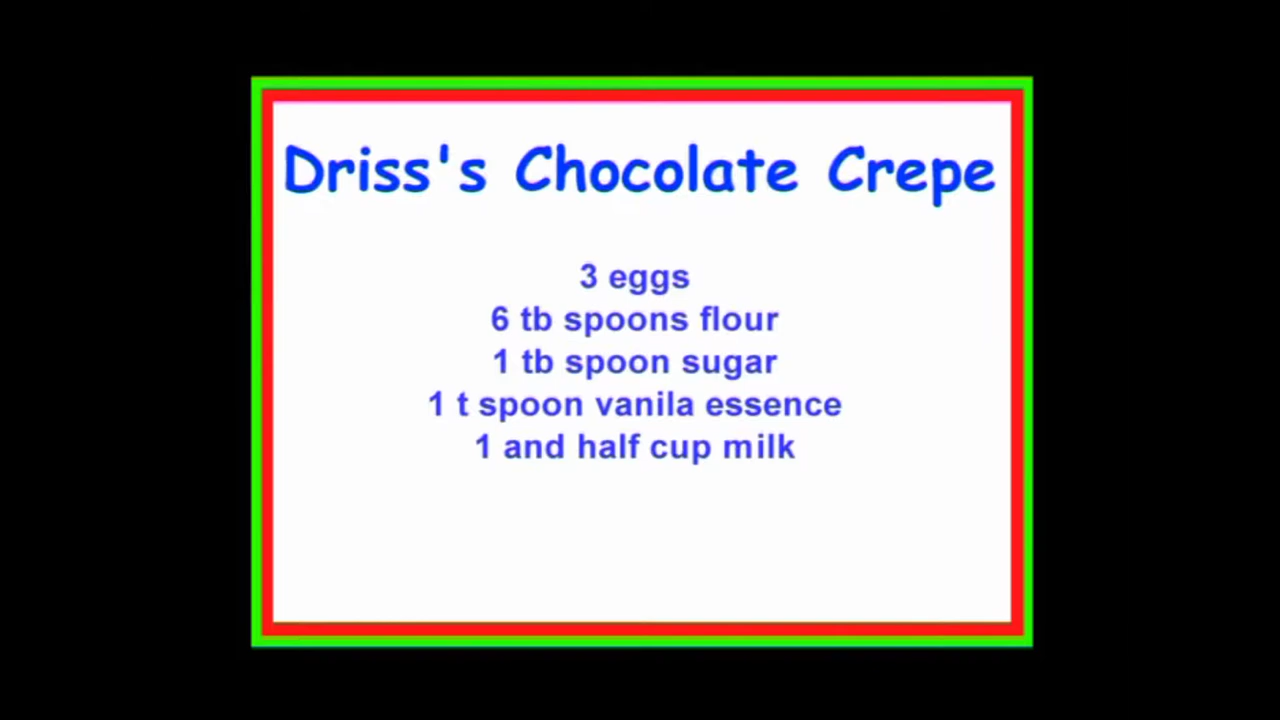 Driss's Chocolate Crepe
3 eggs
6 tb spoons flour
1 tb spoon sugar
1 t spoon vanila essence
1 and half cup milk